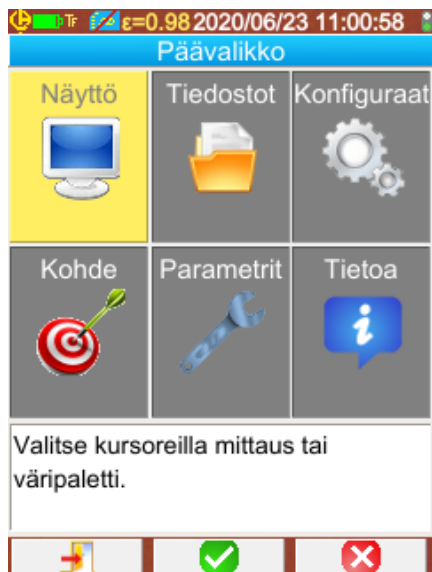 TF ε=0.98 2020/06/23 11:00:58
Päävalikko
Näyttö Tiedostot Konfiguraat
Kohde Parametrit Tietoa
Valitse kursoreilla mittaus tai
väripaletti.